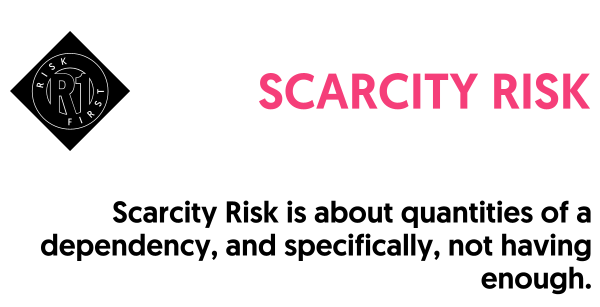 RISK
R1
FIRST
SCARCITY RISK
Scarcity Risk is about quantities of a
dependency, and specifically, not having
enough.